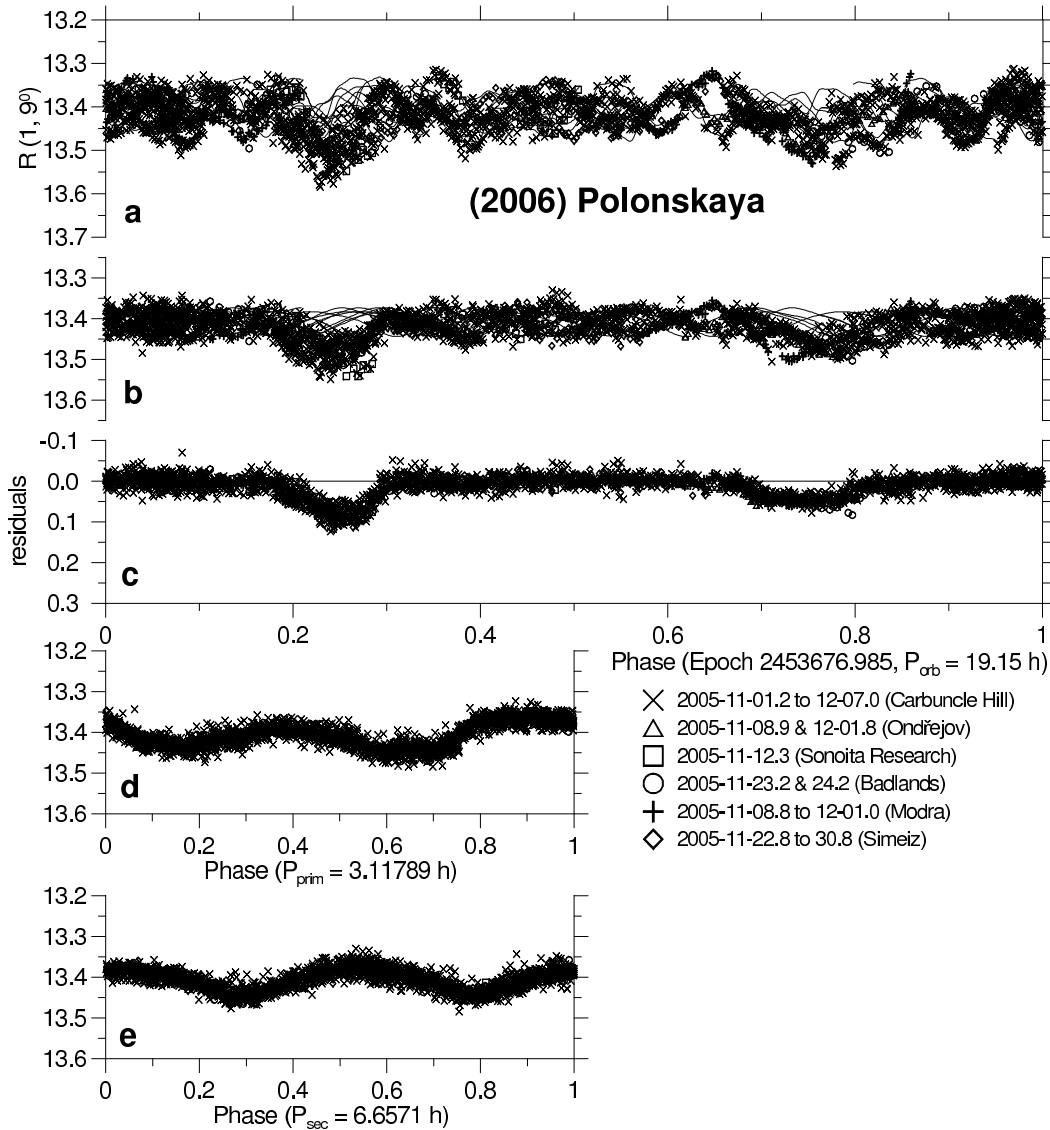 13.2
13.3
13.4
13.5
13.6
13.7
R (1, 9º)
a
(2006) Polonskaya
13.3
13.4
13.5
13.6
b
-0.1
0.0
0.1
0.2
0.3
residuals
c
0 0.2 0.4 0.6 0.8 1
Phase (Epoch 2453676.985, Porb = 19.15 h)
13.2
13.3
13.4
13.5
13.6
d
0 0.2 0.4 0.6 0.8 1
Phase (Pprim = 3.11789 h)
2005-11-01.2 to 12-07.0 (Carbuncle Hill)
2005-11-08.9 & 12-01.8 (Ondřejov)
2005-11-12.3 (Sonoita Research)
2005-11-23.2 & 24.2 (Badlands)
2005-11-08.8 to 12-01.0 (Modra)
2005-11-22.8 to 30.8 (Simeiz)
13.2
13.3
13.4
13.5
13.6
e
0 0.2 0.4 0.6 0.8 1
Phase (Psec = 6.6571 h)